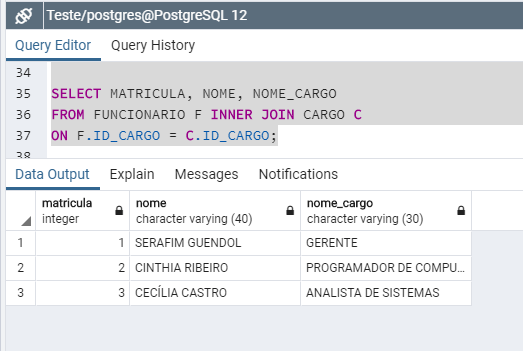 Teste/postgres@PostgreSQL 12
Query Editor Query History
34
35 SELECT MATRICULA, NOME, NOME_CARGO
36 FROM FUNCIONARIO F INNER JOIN CARGO C
37 ON F.ID_CARGO = C.ID_CARGO;
38
Data Output Explain Messages Notifications
matricula nome nome_cargo
integer character varying (40) character varying (30)
1 1 SERAFIM GUENDOL GERENTE
2 2 CINTHIA RIBEIRO PROGRAMADOR DE COMPU...
3 3 CECÍLIA CASTRO ANALISTA DE SISTEMAS